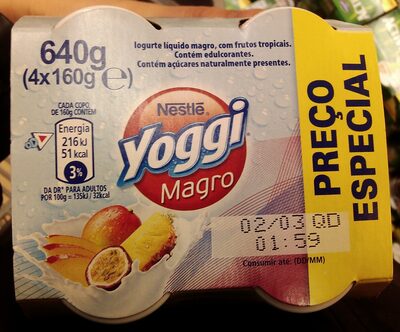 640g
(4x160g e)
Iogurte líquido magro, com frutos tropicais.
Contém edulcorantes.
Contém açúcares naturalmente presentes.
CADA COPO
DE 160g CONTÉM
Energia
216 kJ
51 kcal
3%
DA DR* PARA ADULTOS
POR 100g = 135kJ / 32kcal
Nestlé
Yoggi
Magro
PREÇO
ESPECIAL
02/03 QD
01:59
Consumir até: (DD/MM)